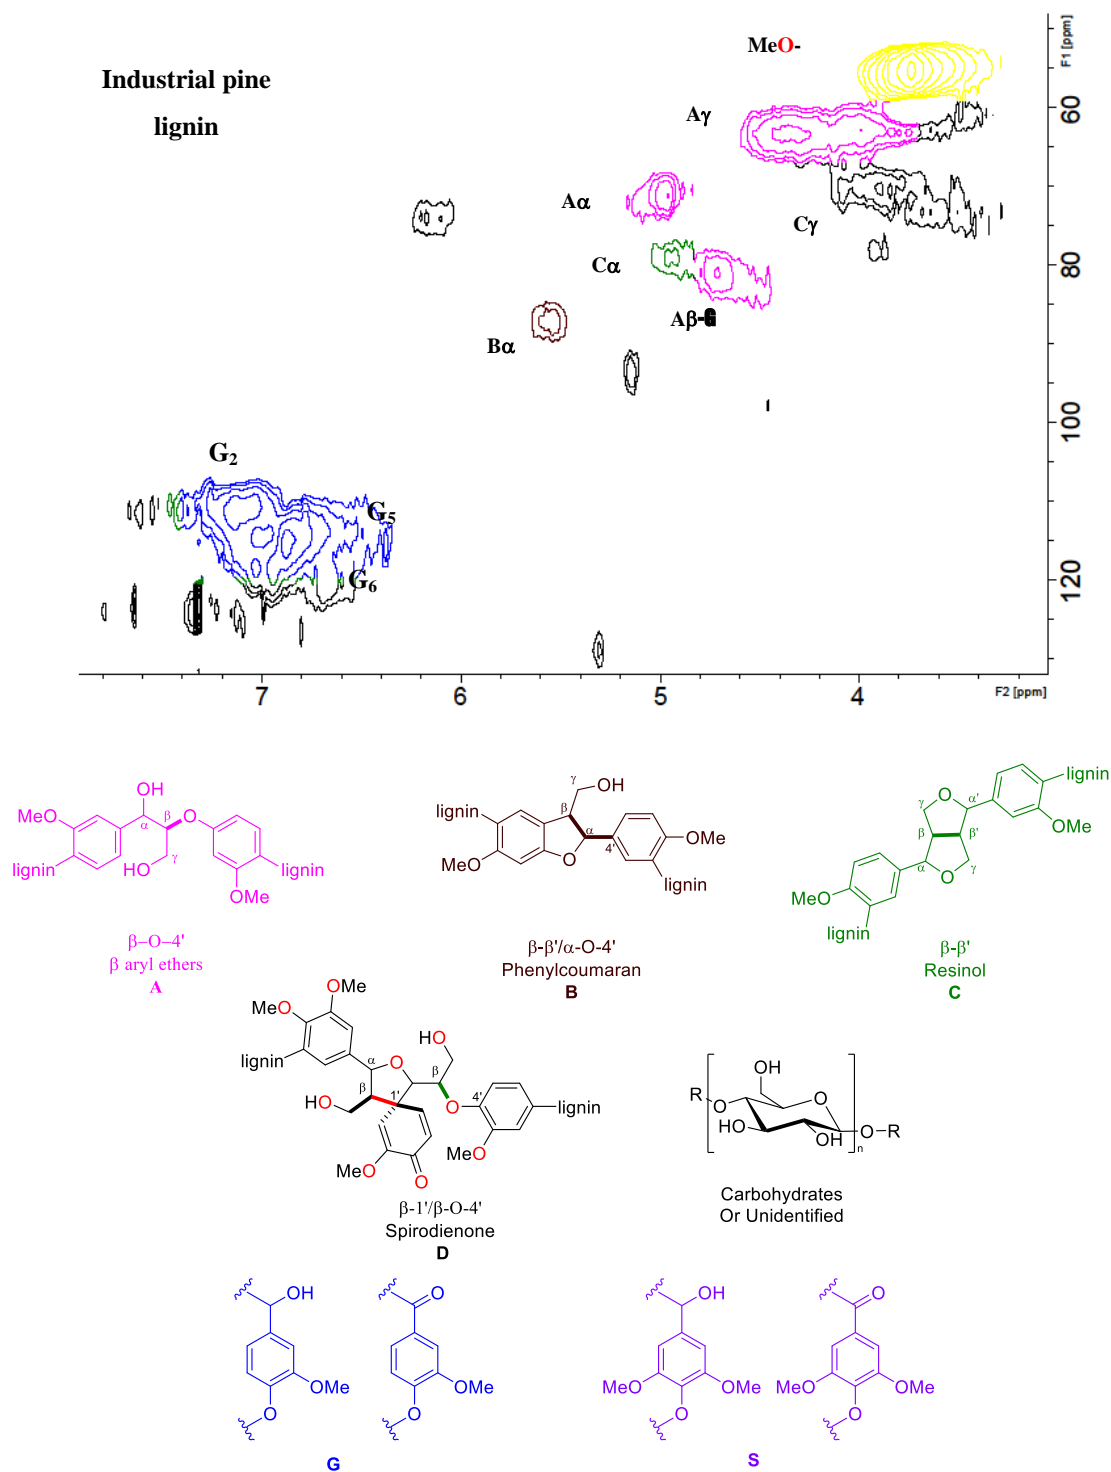 MeO-
F1 [ppm]
Industrial pine
lignin
60
Aγ
Aα
Cγ
Cα
80
Aβ-G
Bα
100
G2
G5
G6
120
7
6
5
4
F2 [ppm]
OH
MeO
α
β
O
γ
HO
lignin
lignin
OMe
β–O–4'
β aryl ethers
A
γ
OH
lignin
β
α
4'
MeO
O
OMe
lignin
β-β'/α-O-4'
Phenylcoumaran
B
lignin
O
γ
α'
OMe
β
β'
α
γ
MeO
O
lignin
β-β'
Resinol
C
OMe
MeO
lignin
HO
α
O
β
β
1'
4'
HO
O
lignin
MeO
MeO
O
β-1'/β-O-4'
Spirodienone
D
OH
R
O
O
HO
OH
O
R
n
Carbohydrates
Or Unidentified
OH
O
OMe
OMe
O
O
G
OH
O
MeO
OMe
MeO
OMe
O
O
S